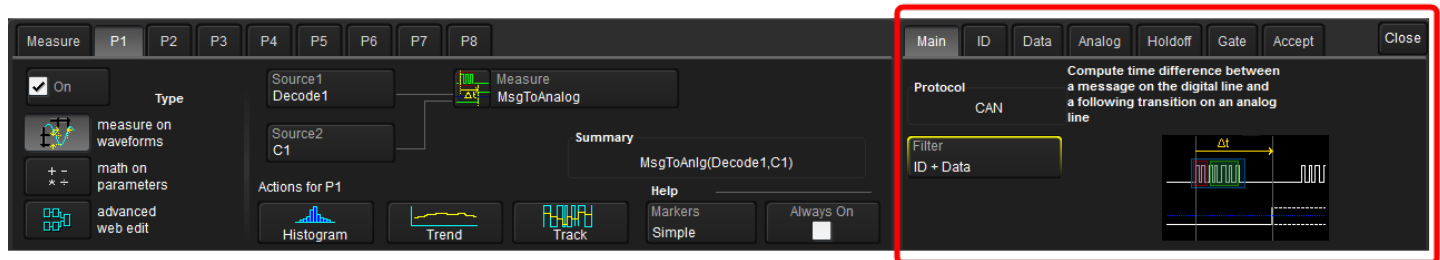 Measure P1 P2 P3 P4 P5 P6 P7 P8
On
Type
measure on
waveforms
+ -
* ÷
math on
parameters
advanced
web edit
Source1
Decode1
Source2
C1
Δt
Measure
MsgToAnalog
Summary
MsgToAnlg(Decode1,C1)
Actions for P1
Histogram
Trend
Track
Help
Markers
Simple
Always On
Main ID Data Analog Holdoff Gate Accept Close
Protocol
CAN
Filter
ID + Data
Compute time difference between
a message on the digital line and
a following transition on an analog
line
Δt